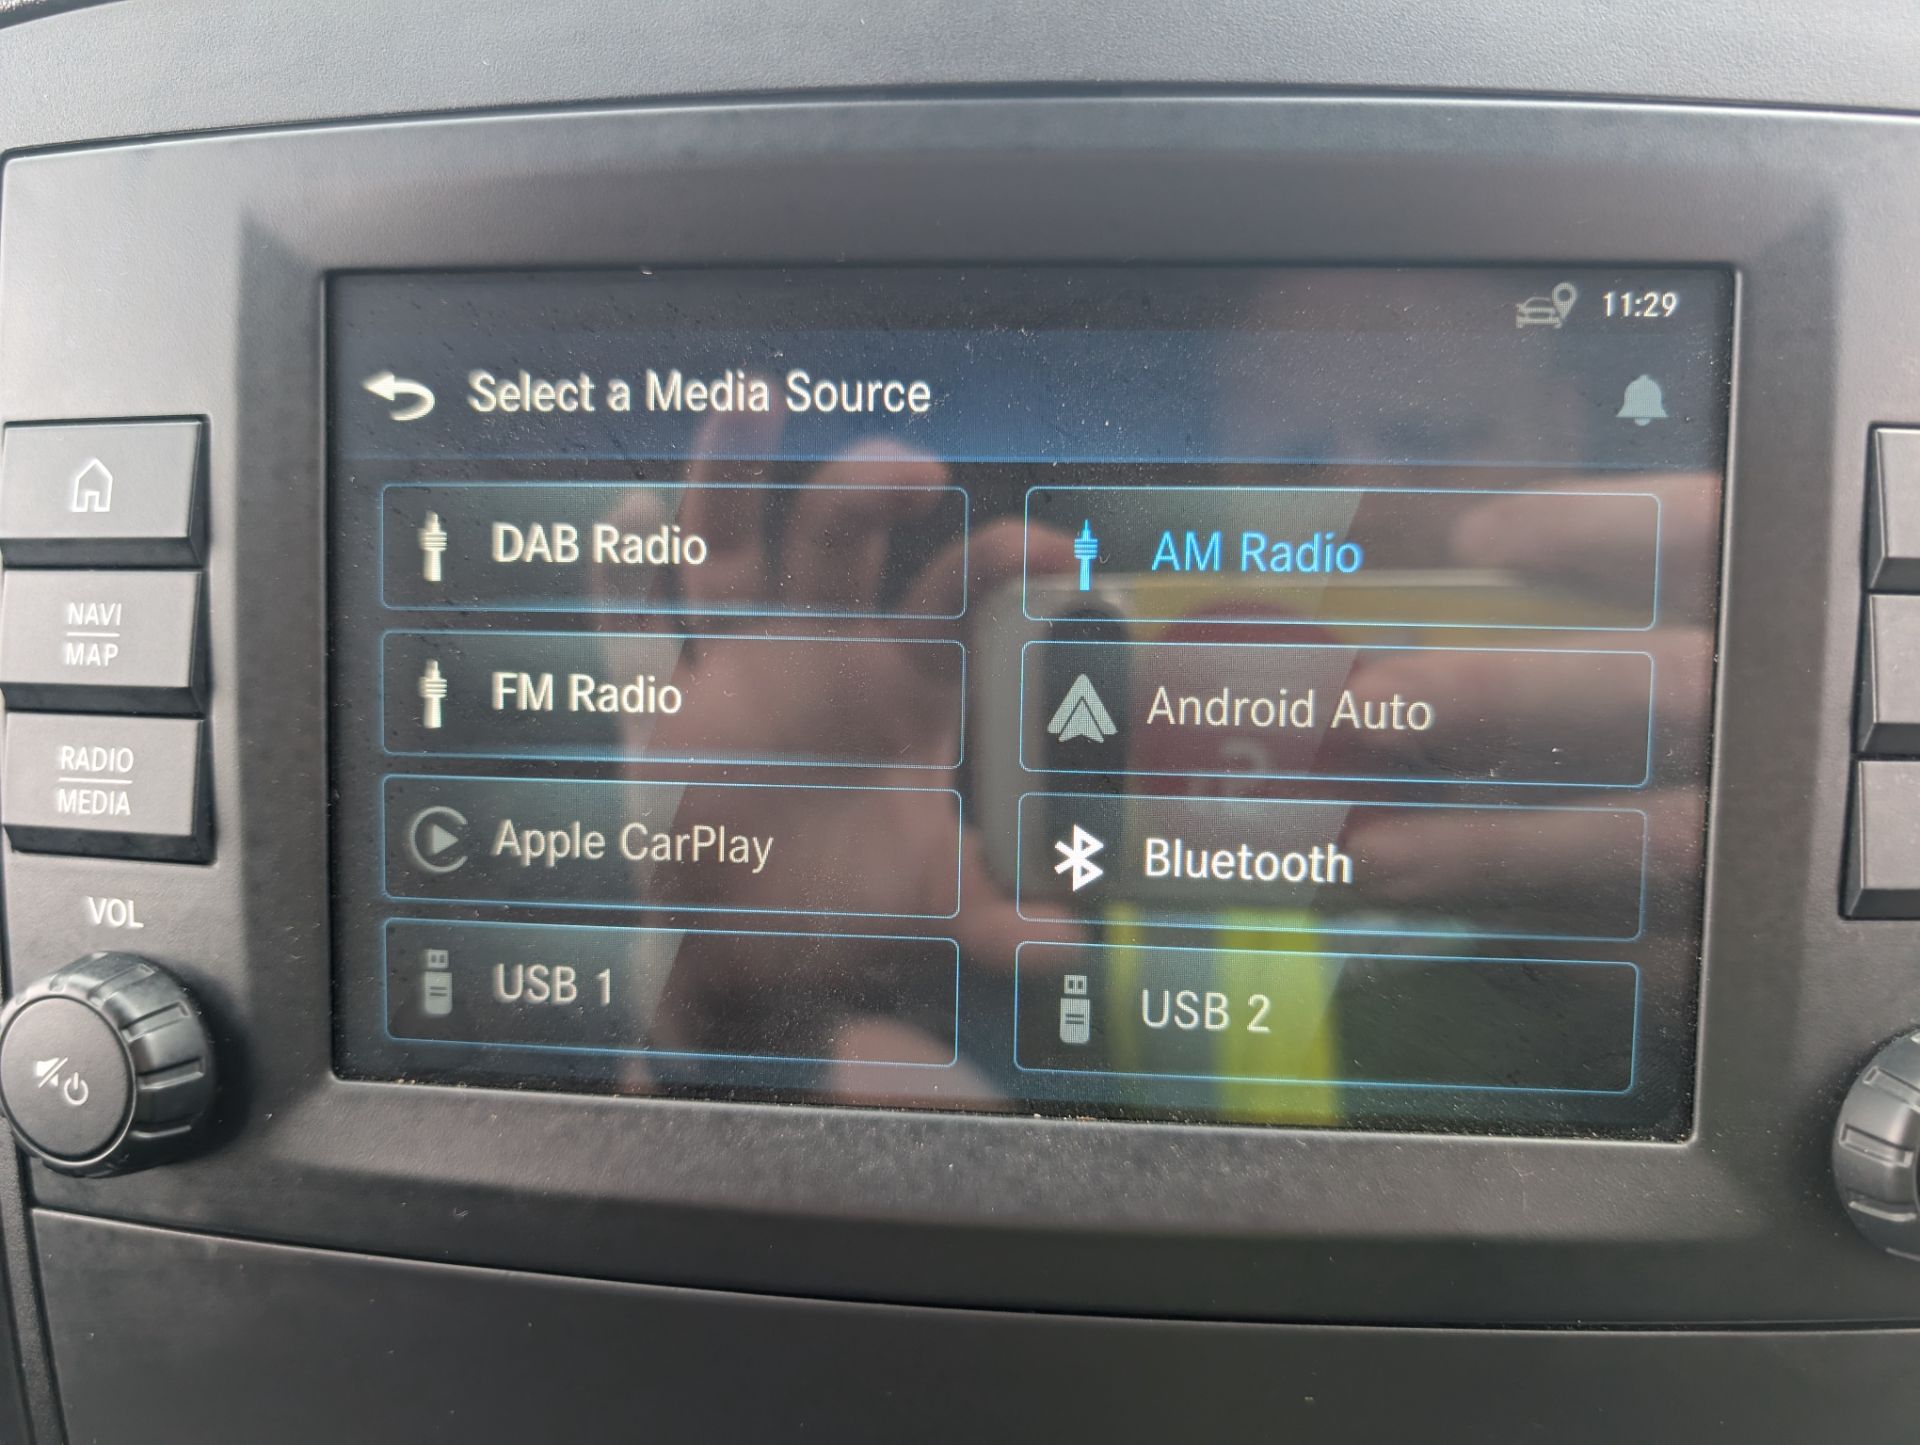 11:29
Select a Media Source
DAB Radio
AM Radio
FM Radio
Android Auto
Apple CarPlay
Bluetooth
USB 1
USB 2
NAVI
MAP
RADIO
MEDIA
VOL